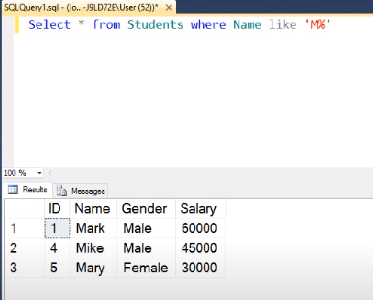 SQLQuery1.sql - (lo...-J9LD72E\User (52))* ×
Select * from Students where Name like 'M%'
100 %
Results Messages
ID Name Gender Salary
1 1 Mark Male 60000
2 4 Mike Male 45000
3 5 Mary Female 30000